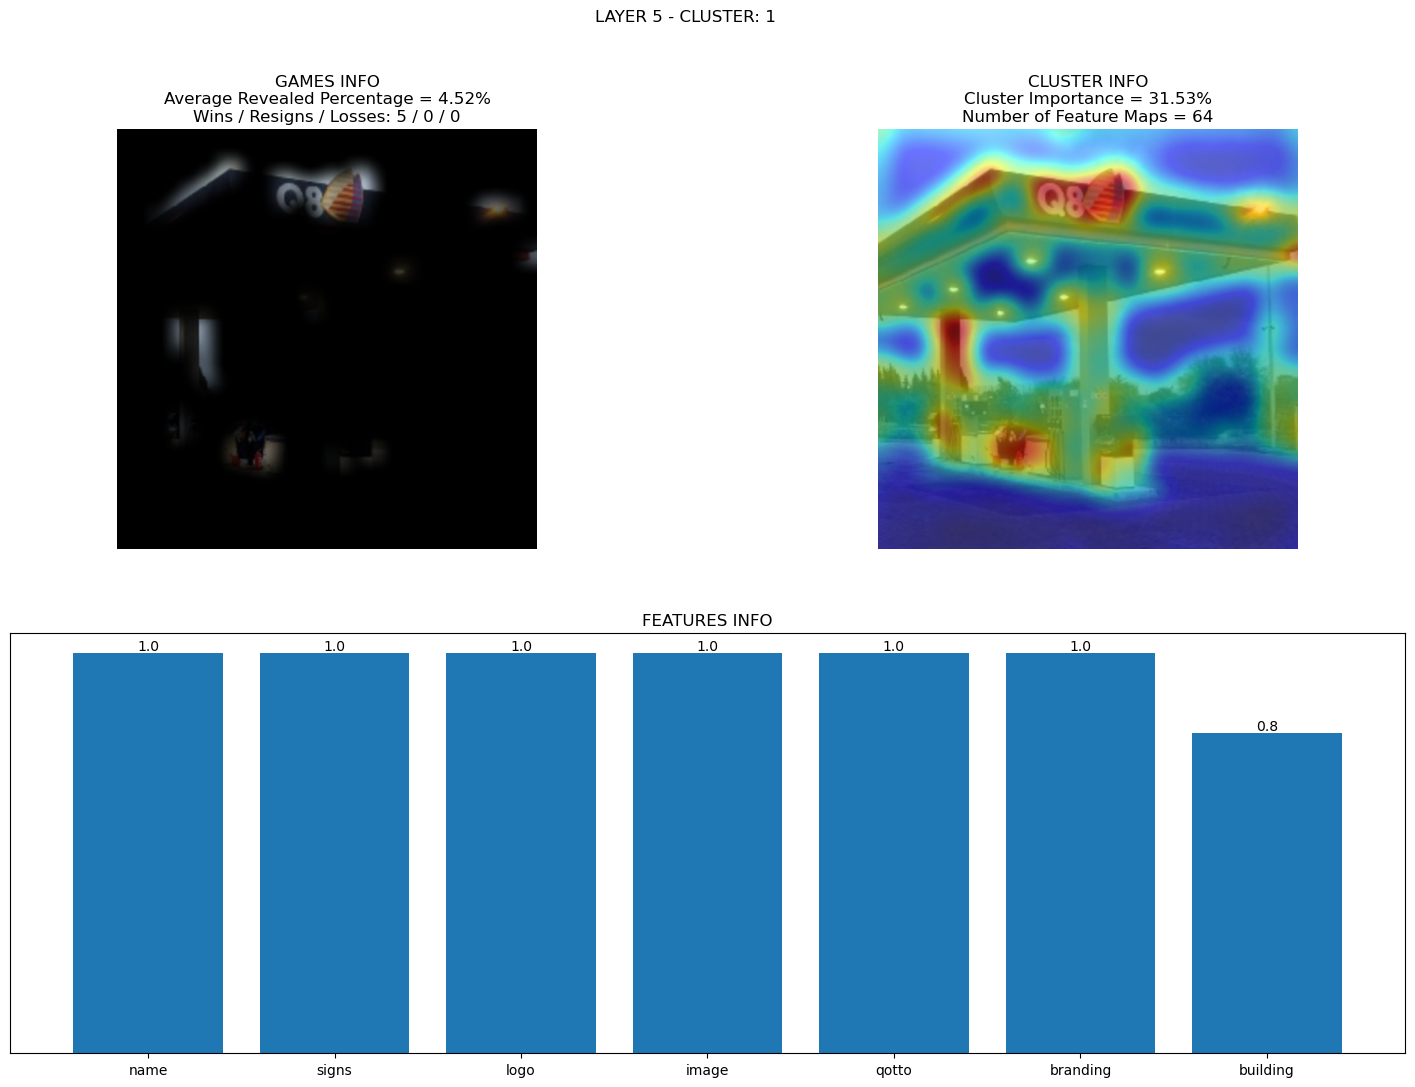 LAYER 5 - CLUSTER: 1
GAMES INFO
Average Revealed Percentage = 4.52%
Wins / Resigns / Losses: 5 / 0 / 0
Q8
CLUSTER INFO
Cluster Importance = 31.53%
Number of Feature Maps = 64
Q8
FEATURES INFO
1.0 1.0 1.0 1.0 1.0 1.0 0.8
name signs logo image qotto branding building